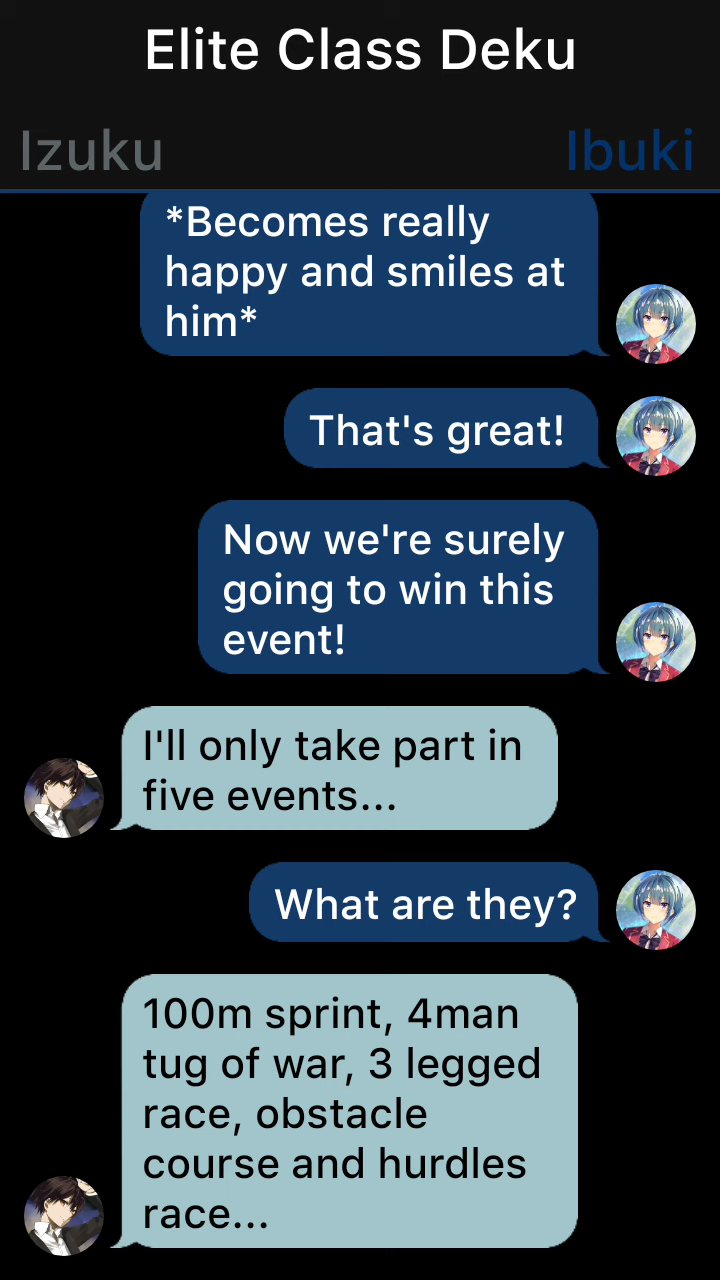 Elite Class Deku
Izuku
Ibuki
*Becomes really
happy and smiles at
him*
That's great!
Now we're surely
going to win this
event!
I'll only take part in
five events...
What are they?
100m sprint, 4man
tug of war, 3 legged
race, obstacle
course and hurdles
race...